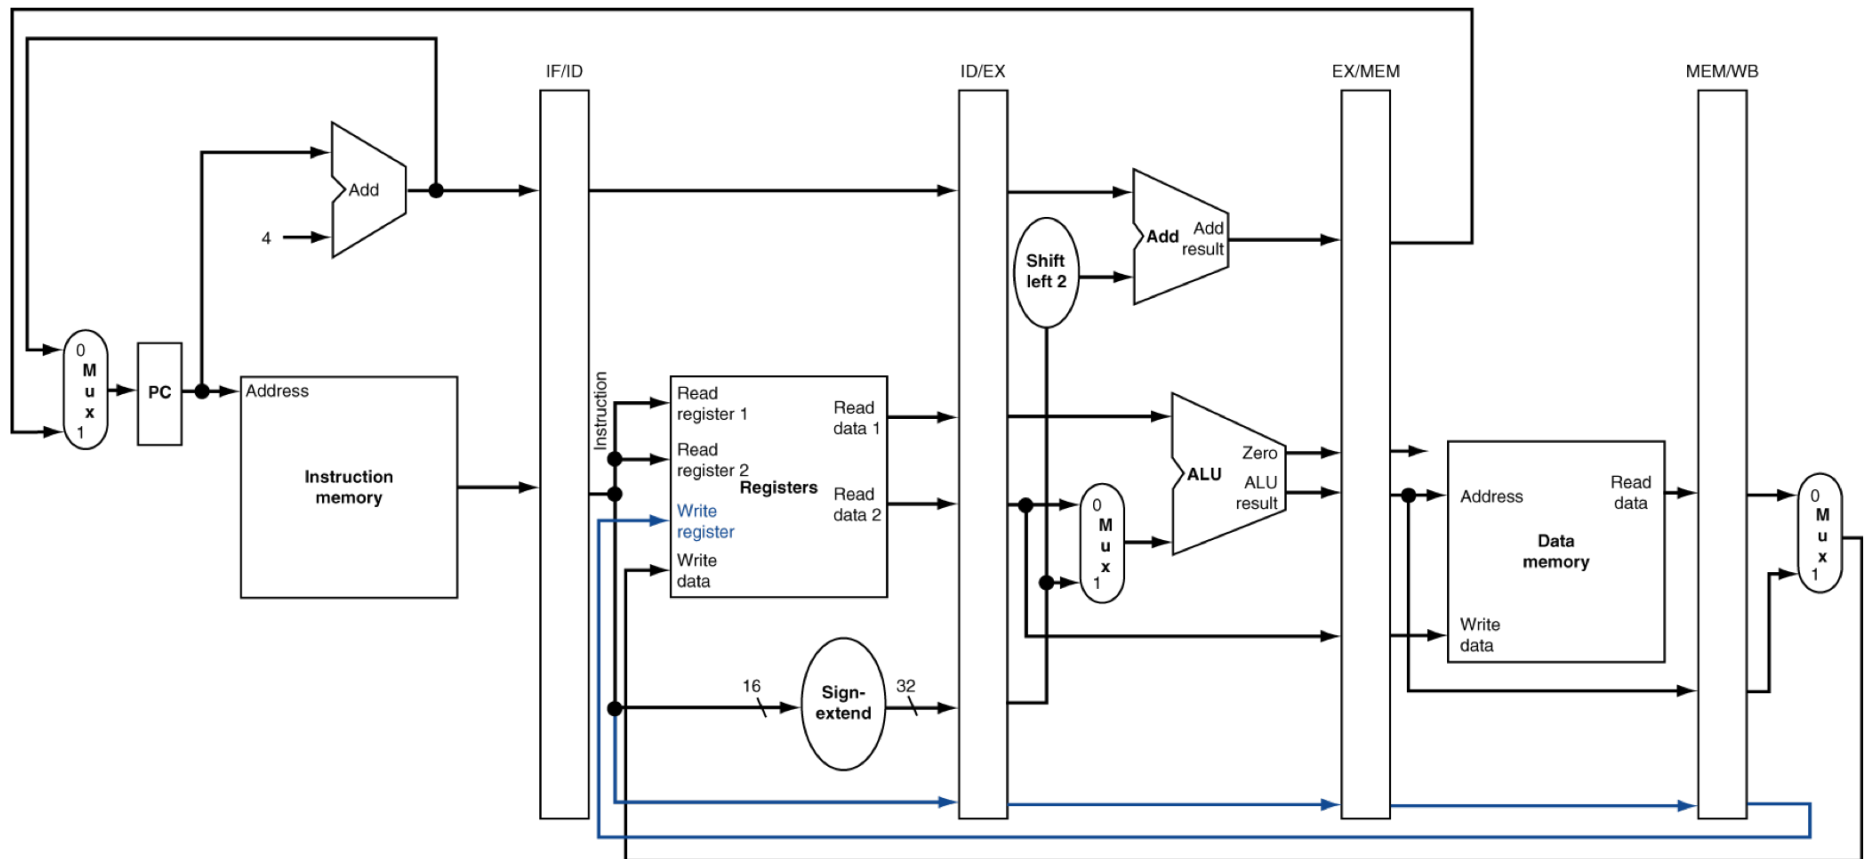 IF/ID
ID/EX
EX/MEM
MEM/WB
Add
4
Add
Add
result
Shift
left 2
0
M
u
x
1
PC
Address
Instruction
memory
Instruction
Read
register 1
Read
register 2
Registers
Write
register
Write
data
Read
data 1
Read
data 2
16
Sign-
extend
32
0
M
u
x
1
Zero
ALU
ALU
result
Address
Read
data
Data
memory
Write
data
0
M
u
x
1